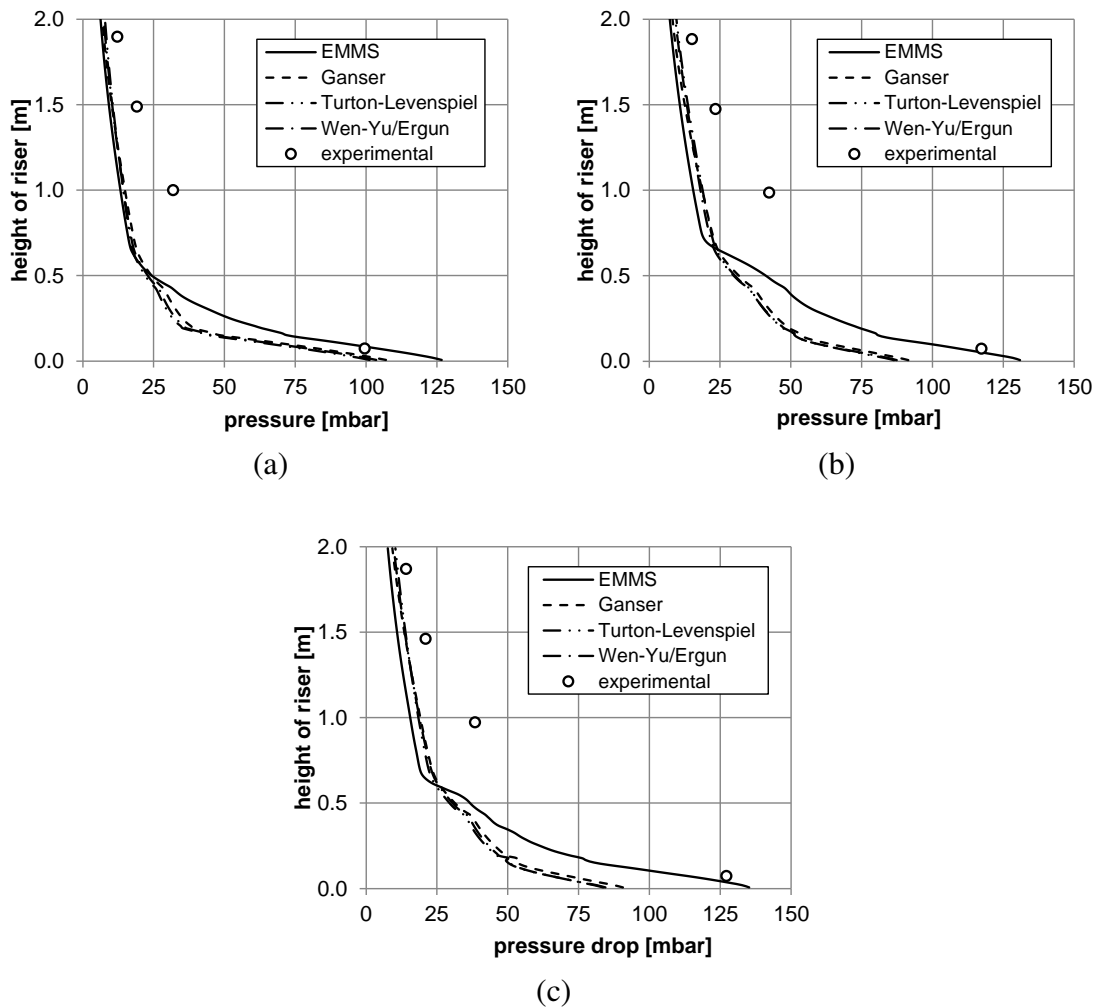 2.0
1.5
1.0
0.5
0.0
height of riser [m]
EMMS
Ganser
Turton-Levenspiel
Wen-Yu/Ergun
experimental
0 25 50 75 100 125 150
pressure [mbar]
(a)
2.0
1.5
1.0
0.5
0.0
height of riser [m]
EMMS
Ganser
Turton-Levenspiel
Wen-Yu/Ergun
experimental
0 25 50 75 100 125 150
pressure [mbar]
(b)
2.0
1.5
1.0
0.5
0.0
height of riser [m]
EMMS
Ganser
Turton-Levenspiel
Wen-Yu/Ergun
experimental
0 25 50 75 100 125 150
pressure drop [mbar]
(c)